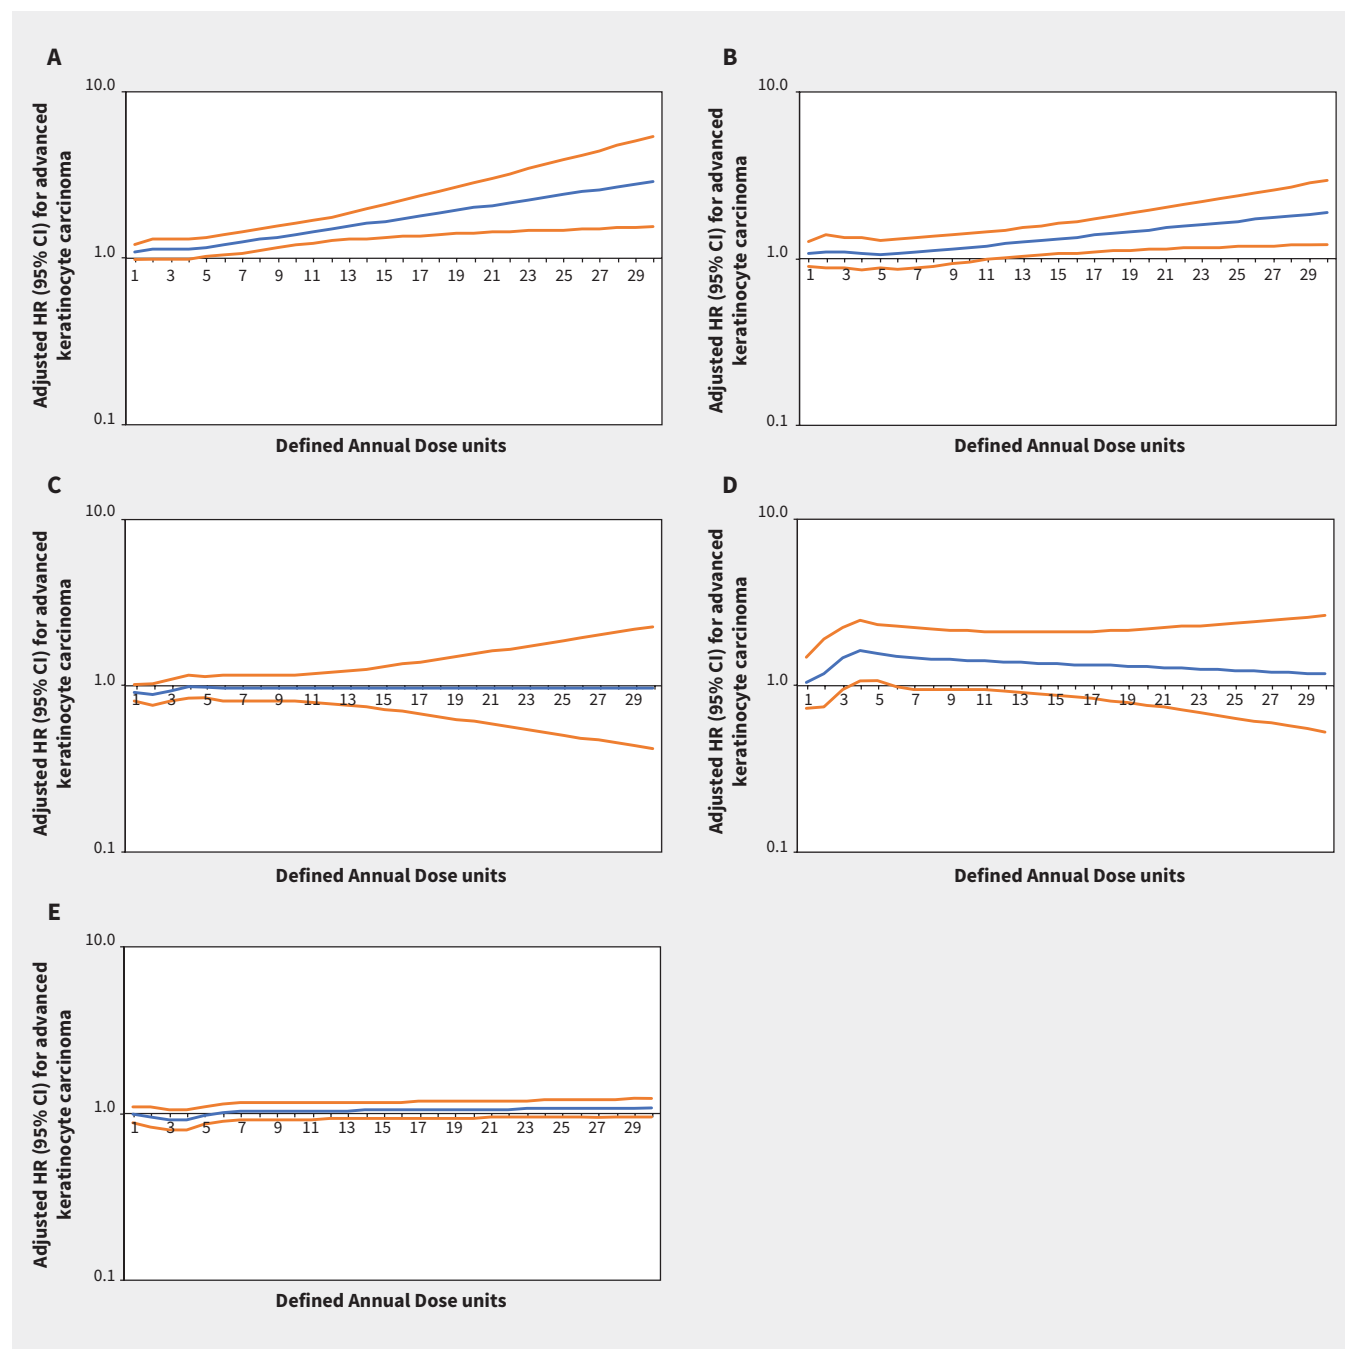 A
Adjusted HR (95% CI) for advanced
keratinocyte carcinoma
10.0
1.0
0.1
1 3 5 7 9 11 13 15 17 19 21 23 25 27 29
Defined Annual Dose units
B
Adjusted HR (95% CI) for advanced
keratinocyte carcinoma
10.0
1.0
0.1
1 3 5 7 9 11 13 15 17 19 21 23 25 27 29
Defined Annual Dose units
C
Adjusted HR (95% CI) for advanced
keratinocyte carcinoma
10.0
1.0
0.1
1 3 5 7 9 11 13 15 17 19 21 23 25 27 29
Defined Annual Dose units
D
Adjusted HR (95% CI) for advanced
keratinocyte carcinoma
10.0
1.0
0.1
1 3 5 7 9 11 13 15 17 19 21 23 25 27 29
Defined Annual Dose units
E
Adjusted HR (95% CI) for advanced
keratinocyte carcinoma
10.0
1.0
0.1
1 3 5 7 9 11 13 15 17 19 21 23 25 27 29
Defined Annual Dose units